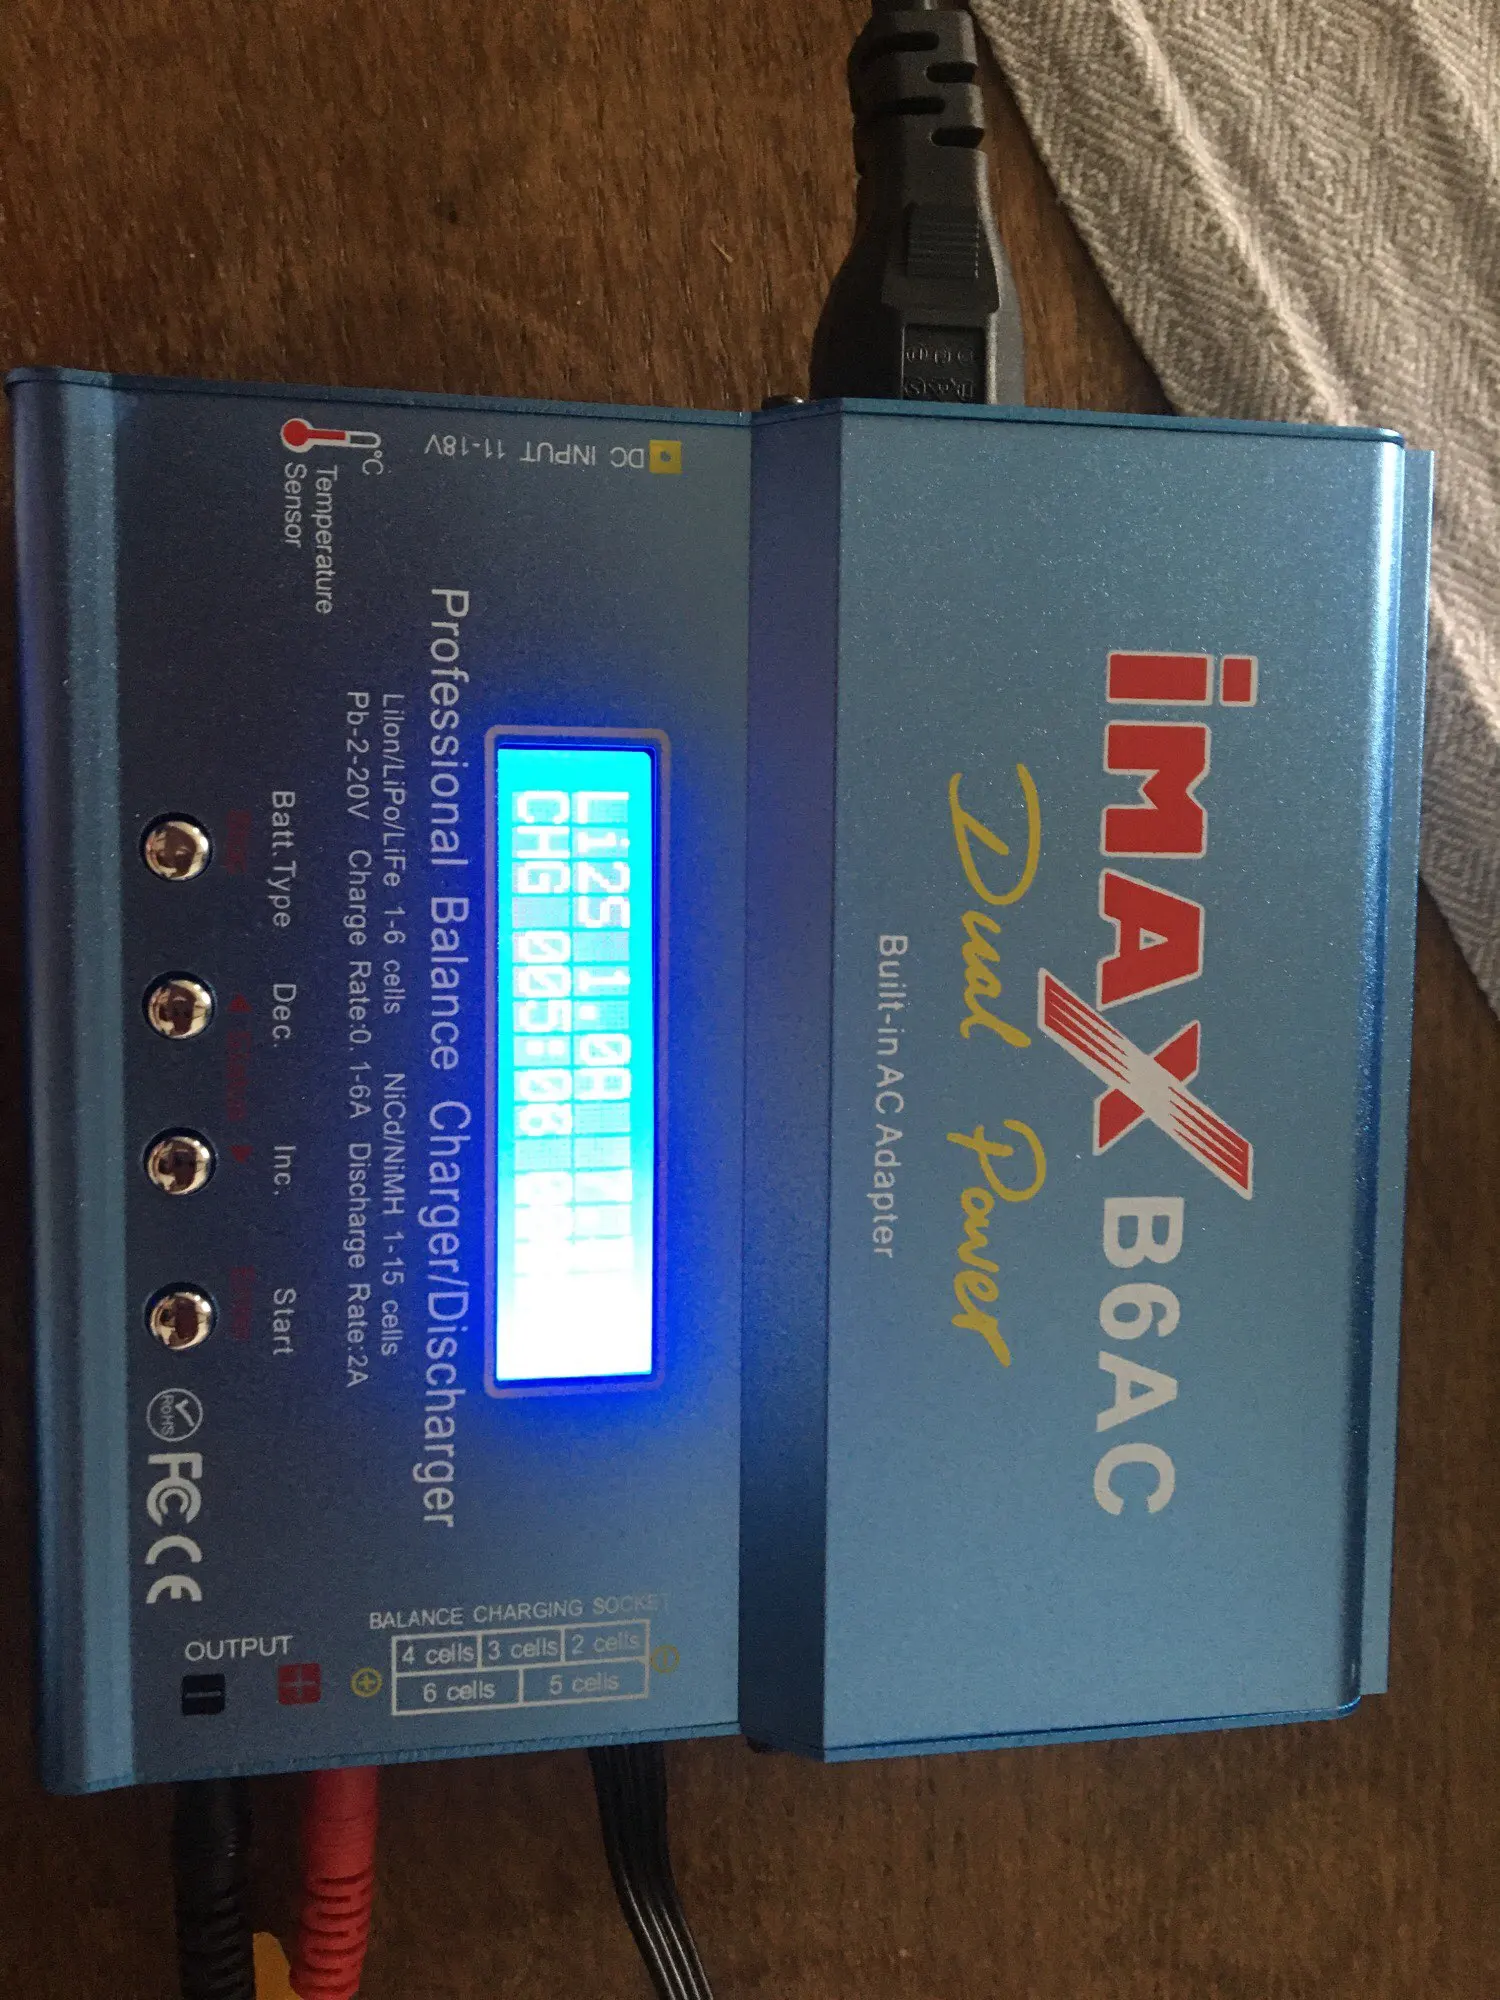 iMAX B6AC
Dual Power
Built-in AC Adapter
DC INPUT 11-18V
Li2S 1.0A
CHG 005:08
°C
Temperature
Sensor
Professional Balance Charger/Discharger
LiIon/LiPo/LiFe 1-6 cells NiCd/NiMH 1-15 cells
Pb-2-20V Charge Rate:0.1-6A Discharge Rate:2A
Batt.Type Dec. Inc. Start
RoHS
FC CE
BALANCE CHARGING SOCKET
4 cells 3 cells 2 cells
6 cells 5 cells
OUTPUT